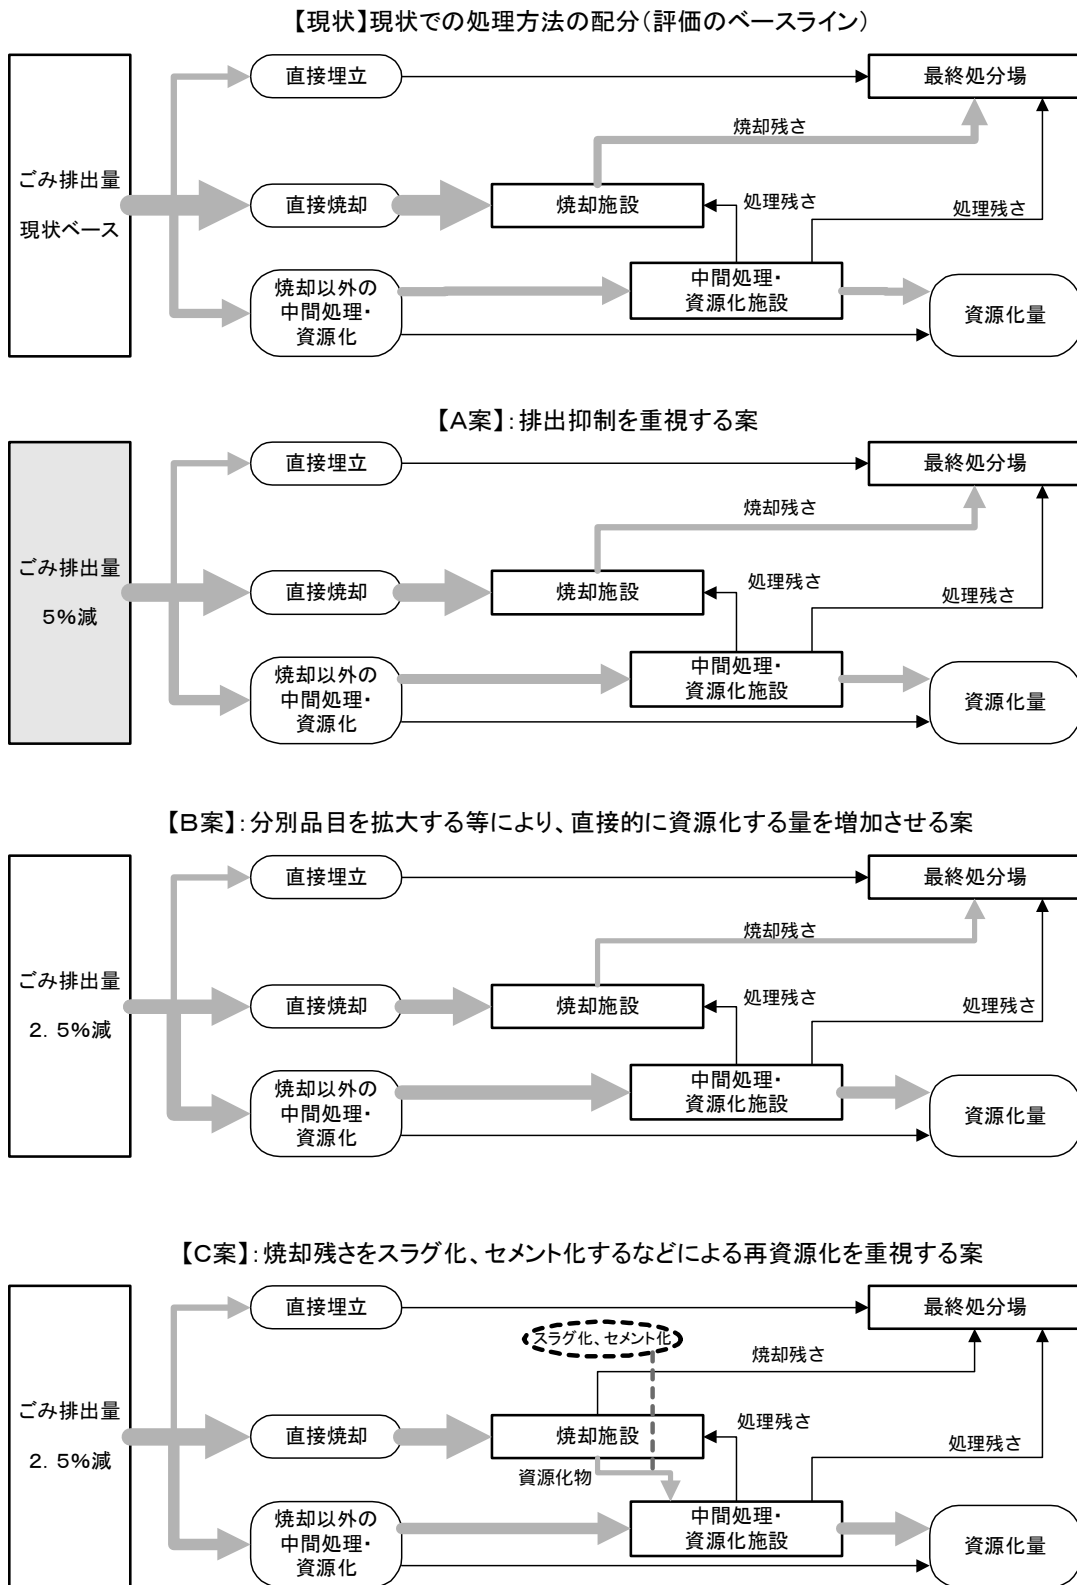 【現状】現状での処理方法の配分（評価のベースライン）
ごみ排出量
現状ベース
直接埋立
最終処分場
焼却残さ
直接焼却
焼却施設
処理残さ
処理残さ
焼却以外の
中間処理・
資源化
中間処理・
資源化施設
資源化量
【A案】：排出抑制を重視する案
ごみ排出量
5%減
直接埋立
最終処分場
焼却残さ
直接焼却
焼却施設
処理残さ
処理残さ
焼却以外の
中間処理・
資源化
中間処理・
資源化施設
資源化量
【B案】：分別品目を拡大する等により、直接的に資源化する量を増加させる案
ごみ排出量
2．5%減
直接埋立
最終処分場
焼却残さ
直接焼却
焼却施設
処理残さ
処理残さ
焼却以外の
中間処理・
資源化
中間処理・
資源化施設
資源化量
【C案】：焼却残さをスラグ化、セメント化するなどによる再資源化を重視する案
ごみ排出量
2．5%減
直接埋立
最終処分場
スラグ化、セメント化
焼却残さ
直接焼却
焼却施設
処理残さ
処理残さ
資源化物
焼却以外の
中間処理・
資源化
中間処理・
資源化施設
資源化量